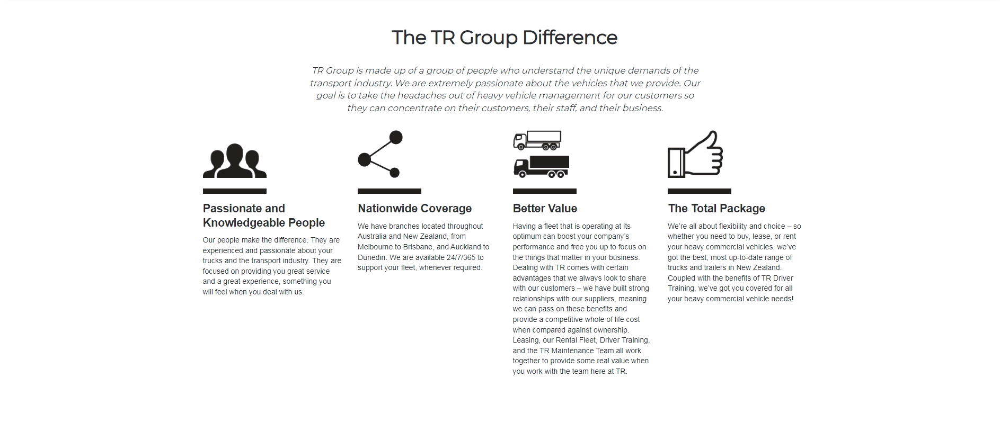 The TR Group Difference
TR Group is made up of a group of people who understand the unique demands of the
transport industry. We are extremely passionate about the vehicles that we provide. Our
goal is to take the headaches out of heavy vehicle management for our customers so
they can concentrate on their customers, their staff, and their business.
Passionate and
Knowledgeable People
Our people make the difference. They are
experienced and passionate about your
trucks and the transport industry. They are
focused on providing you great service
and a great experience, something you
will feel when you deal with us.
Nationwide Coverage
We have branches located throughout
Australia and New Zealand, from
Melbourne to Brisbane, and Auckland to
Dunedin. We are available 24/7/365 to
support your fleet, whenever required.
Better Value
Having a fleet that is operating at its
optimum can boost your company’s
performance and free you up to focus on
the things that matter in your business.
Dealing with TR comes with certain
advantages that we always look to share
with our customers – we have built strong
relationships with our suppliers, meaning
we can pass on these benefits and
provide a competitive whole of life cost
when compared against ownership.
Leasing, our Rental Fleet, Driver Training,
and the TR Maintenance Team all work
together to provide some real value when
you work with the team here at TR.
The Total Package
We’re all about flexibility and choice – so
whether you need to buy, lease, or rent
your heavy commercial vehicles, we’ve
got the best, most up-to-date range of
trucks and trailers in New Zealand.
Coupled with the benefits of TR Driver
Training, we’ve got you covered for all
your heavy commercial vehicle needs!